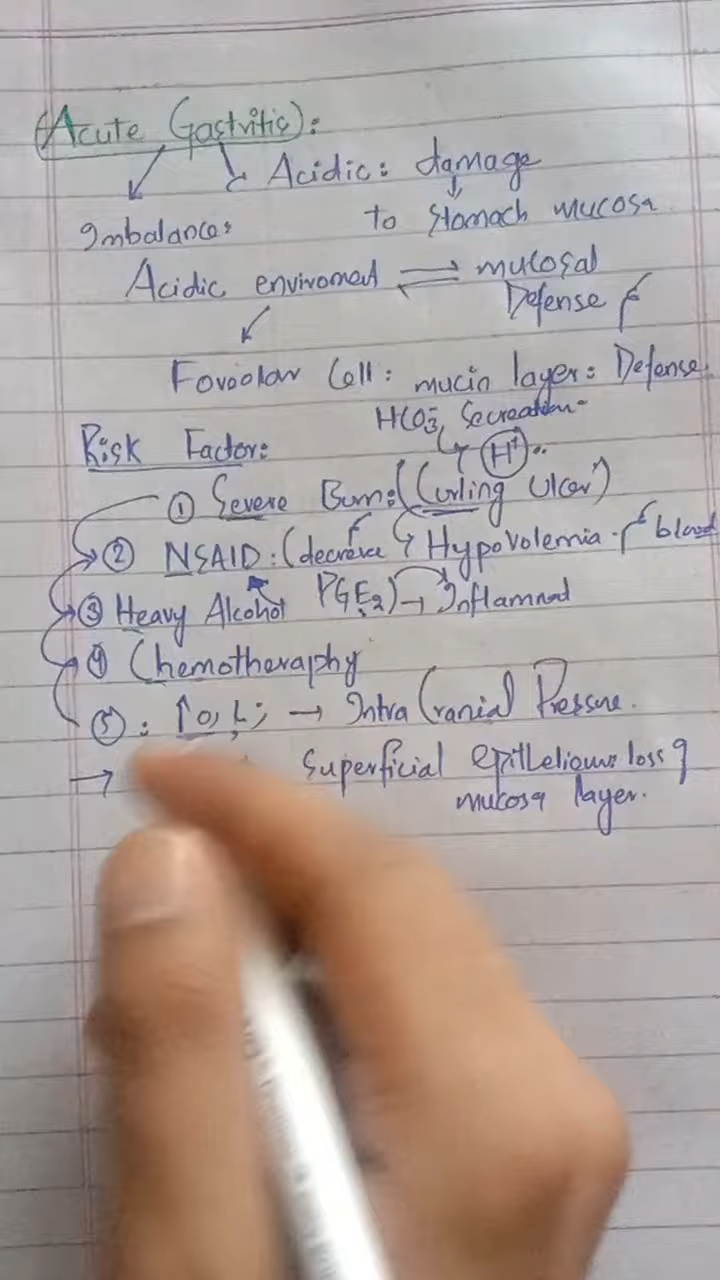 (Acute Gastritis):
Acidic: damage
Imbalance:
to stomach mucosa
Acidic enviroment ⇌ mucosal
Defense
Foveolar Cell: mucin layer: Defense
HCO3⁻ Secreation
Risk Factor:
H⁺
① Severe Burn: (Curling Ulcer)
② NSAID: (decrease Hypovolemia blood
③ Heavy Alcohol PGE2) → Inflammed
④ Chemotheraphy
⑤: ↑ → Intra Cranial Pressure.
→ Superficial epithelioum loss
mucosa layer.